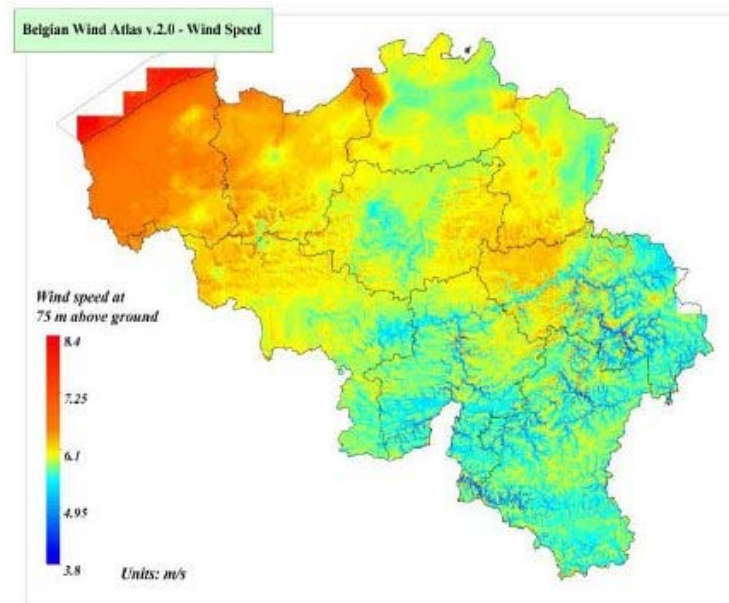 Belgian Wind Atlas v.2.0 - Wind Speed
Wind speed at
75 m above ground
8.4
7.25
6.1
4.95
3.8
Units: m/s